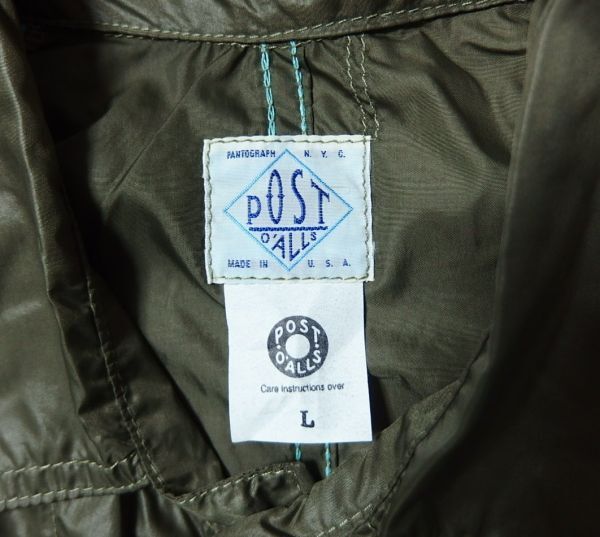 PANTOGRAPH N. Y. C.
POST
O'ALLS
MADE IN U. S. A.
POST
O'ALLS
Care instructions over
L